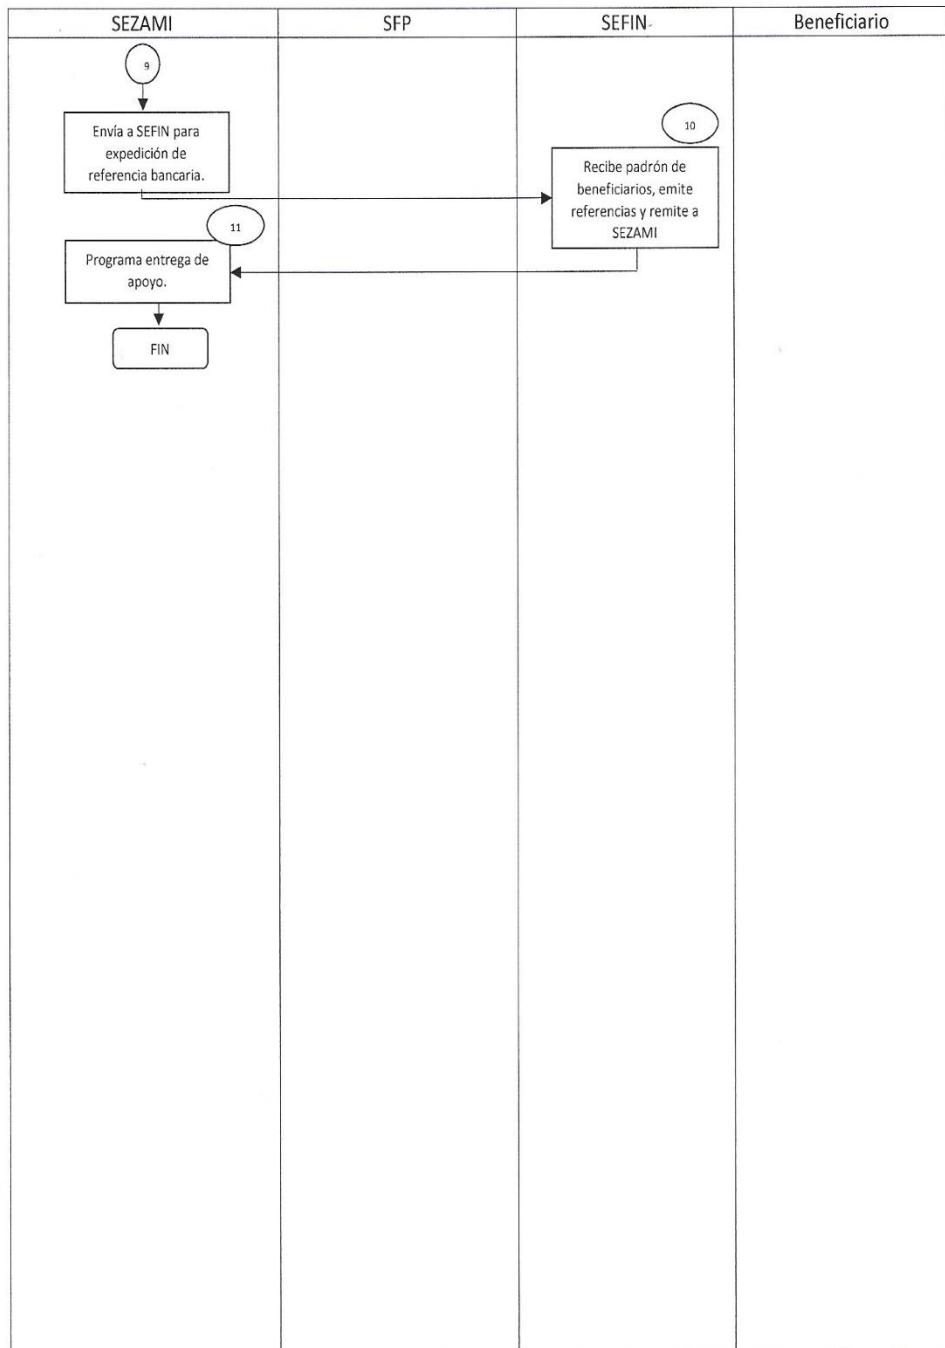 SEZAMI
SFP
SEFIN
Beneficiario
9
Envía a SEFIN para
expedición de
referencia bancaria.
10
Recibe padrón de
beneficiarios, emite
referencias y remite a
SEZAMI
11
Programa entrega de
apoyo.
FIN